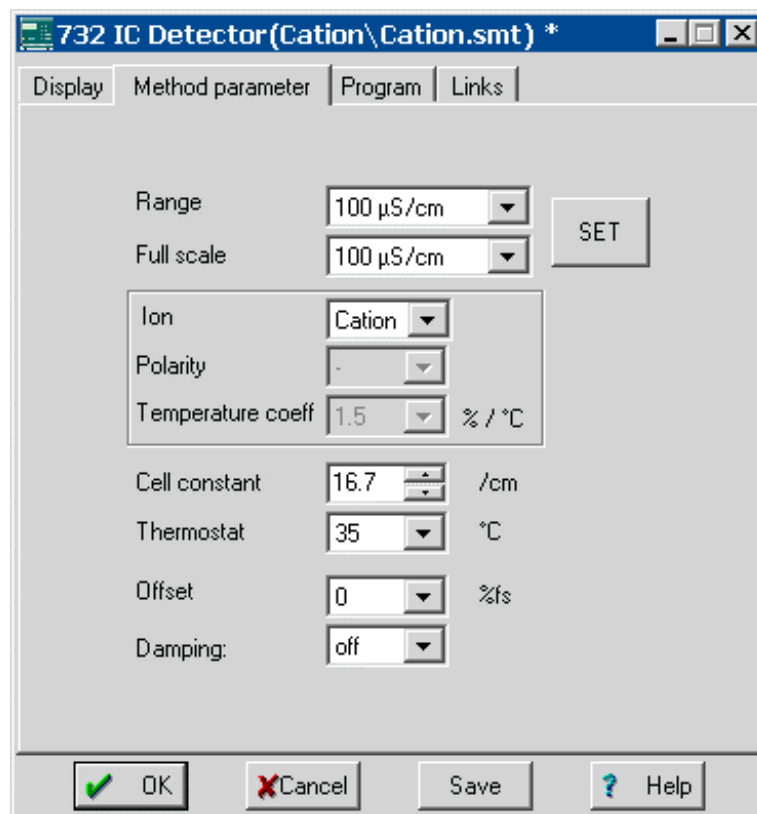 732 IC Detector(Cation\Cation.smt) *
Display Method parameter Program Links
Range 100 µS/cm
SET
Full scale 100 µS/cm
Ion Cation
Polarity -
Temperature coeff 1.5 % / °C
Cell constant 16.7 /cm
Thermostat 35 °C
Offset 0 %fs
Damping: off
OK Cancel Save ? Help